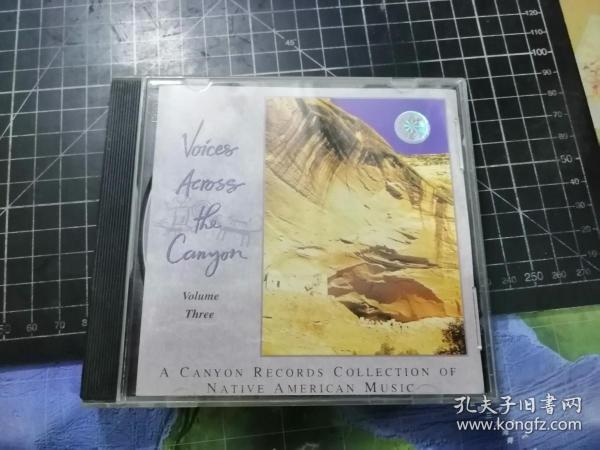 Voices
Across
the
Canyon
Volume
Three
A CANYON RECORDS COLLECTION OF
NATIVE AMERICAN MUSIC
孔夫子旧书网
www.kongfz.com